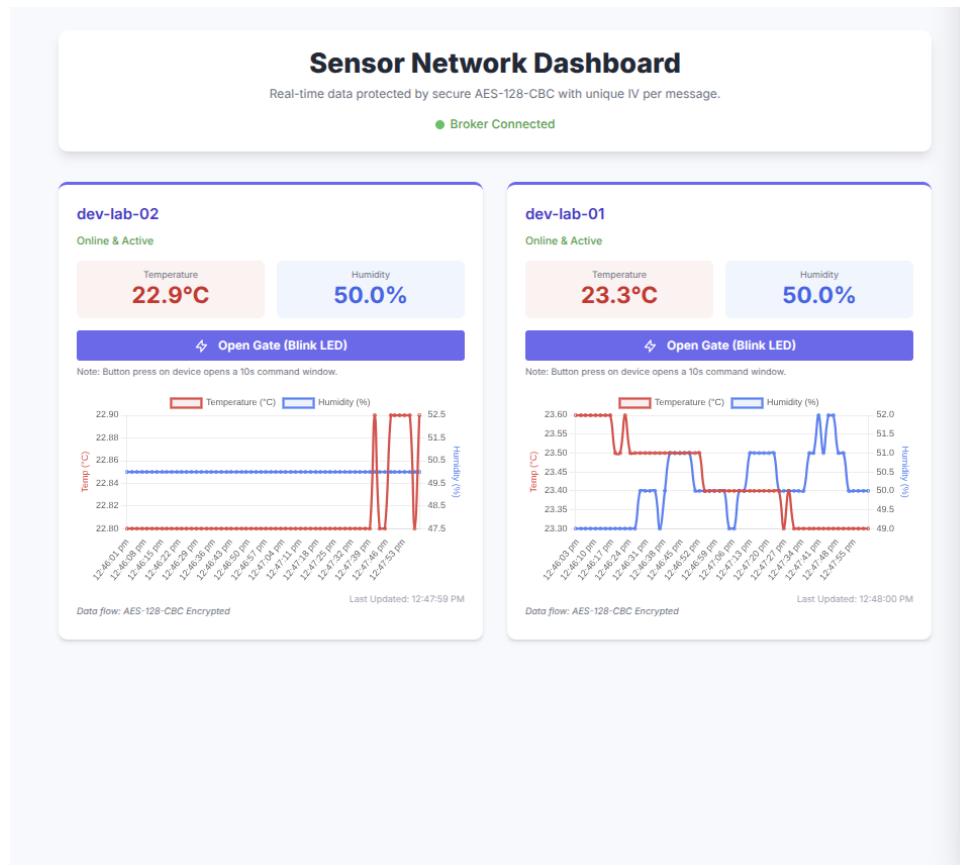 Sensor Network Dashboard
Real-time data protected by secure AES-128-CBC with unique IV per message.
Broker Connected
dev-lab-02
Online & Active
Temperature
22.9°C
Humidity
50.0%
Open Gate (Blink LED)
Note: Button press on device opens a 10s command window.
Temperature (°C) Humidity (%)
22.90
22.88
22.86
22.84
22.82
22.80
Temp (°C)
52.5
51.5
50.5
49.5
48.5
47.5
Humidity (%)
12:46:01 pm
12:46:08 pm
12:46:15 pm
12:46:22 pm
12:46:29 pm
12:46:36 pm
12:46:43 pm
12:46:50 pm
12:46:57 pm
12:47:04 pm
12:47:11 pm
12:47:18 pm
12:47:25 pm
12:47:32 pm
12:47:39 pm
12:47:46 pm
12:47:53 pm
Last Updated: 12:47:59 PM
Data flow: AES-128-CBC Encrypted
dev-lab-01
Online & Active
Temperature
23.3°C
Humidity
50.0%
Open Gate (Blink LED)
Note: Button press on device opens a 10s command window.
Temperature (°C) Humidity (%)
23.60
23.55
23.50
23.45
23.40
23.35
23.30
Temp (°C)
52.0
51.5
51.0
50.5
50.0
49.5
49.0
Humidity (%)
12:46:03 pm
12:46:10 pm
12:46:17 pm
12:46:24 pm
12:46:31 pm
12:46:38 pm
12:46:45 pm
12:46:52 pm
12:46:59 pm
12:47:06 pm
12:47:13 pm
12:47:20 pm
12:47:27 pm
12:47:34 pm
12:47:41 pm
12:47:48 pm
12:47:55 pm
Last Updated: 12:48:00 PM
Data flow: AES-128-CBC Encrypted